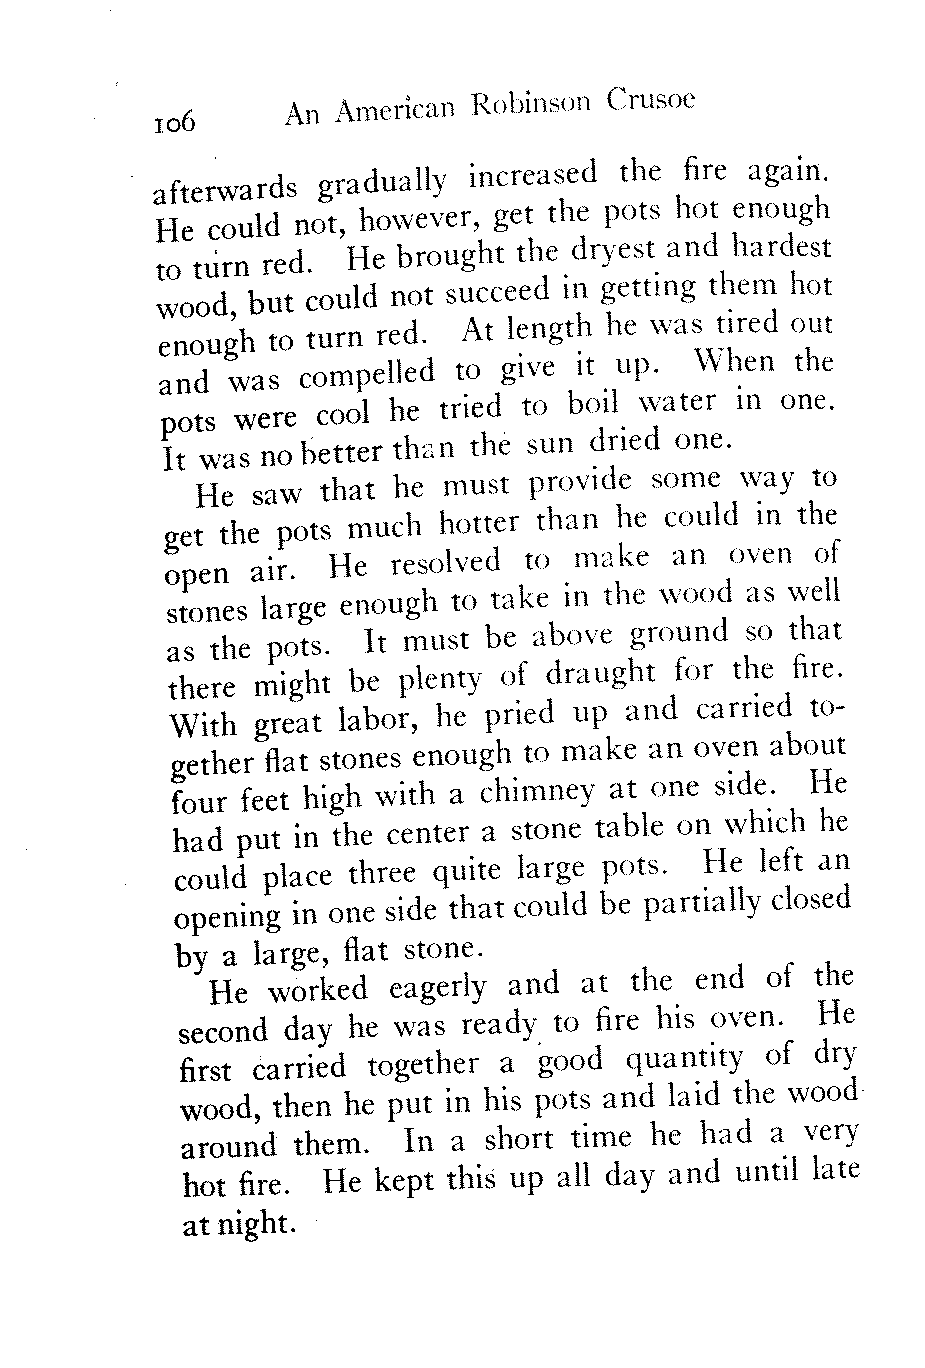 106 An American Robinson Crusoe
afterwards gradually increased the fire again.
He could not, however, get the pots hot enough
to turn red. He brought the dryest and hardest
wood, but could not succeed in getting them hot
enough to turn red. At length he was tired out
and was compelled to give it up. When the
pots were cool he tried to boil water in one.
It was no better than the sun dried one.
He saw that he must provide some way to
get the pots much hotter than he could in the
open air. He resolved to make an oven of
stones large enough to take in the wood as well
as the pots. It must be above ground so that
there might be plenty of draught for the fire.
With great labor, he pried up and carried to-
gether flat stones enough to make an oven about
four feet high with a chimney at one side. He
had put in the center a stone table on which he
could place three quite large pots. He left an
opening in one side that could be partially closed
by a large, flat stone.
He worked eagerly and at the end of the
second day he was ready to fire his oven. He
first carried together a good quantity of dry
wood, then he put in his pots and laid the wood
around them. In a short time he had a very
hot fire. He kept this up all day and until late
at night.